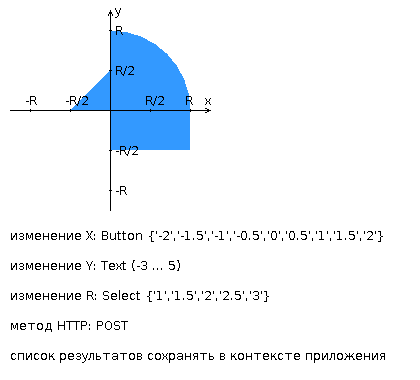 y
R
R/2
-R
-R/2
R/2
R
x
-R/2
-R
изменение X: Button {'-2','-1.5','-1','-0.5','0','0.5','1','1.5','2'}
изменение Y: Text (-3 ... 5)
изменение R: Select {'1','1.5','2','2.5','3'}
метод HTTP: POST
список результатов сохранять в контексте приложения